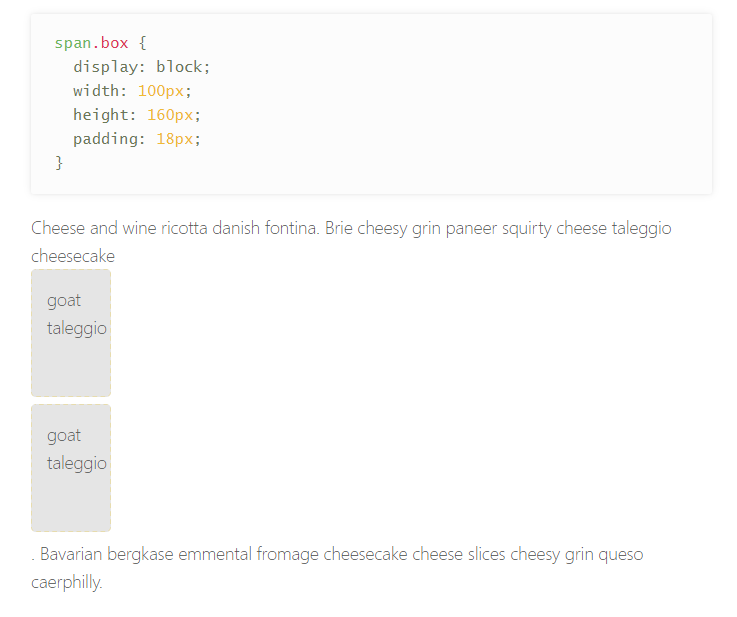 span.box {
  display: block;
  width: 100px;
  height: 160px;
  padding: 18px;
}
Cheese and wine ricotta danish fontina. Brie cheesy grin paneer squirty cheese taleggio
cheesecake
goat
taleggio
goat
taleggio
. Bavarian bergkase emmental fromage cheesecake cheese slices cheesy grin queso
caerphilly.